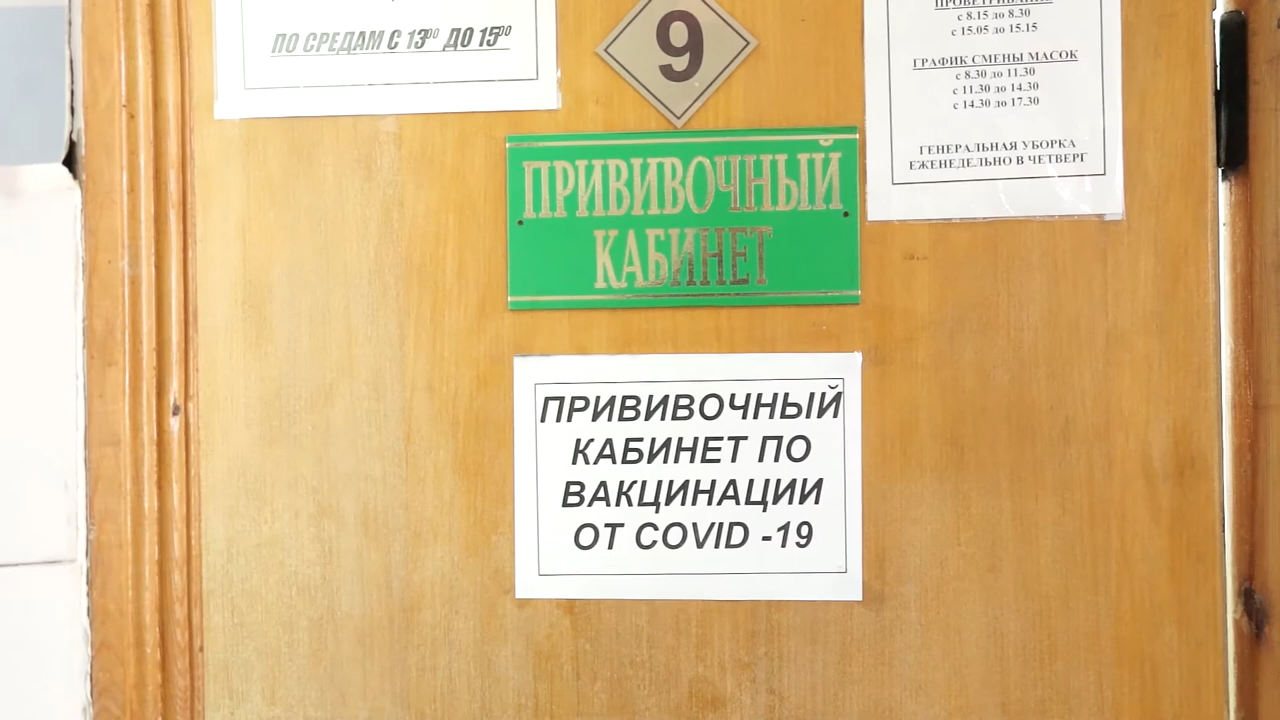 ПО СРЕДАМ С 13⁰⁰ ДО 15⁰⁰
9
ПРОВЕТРИВАНИЕ
с 8.15 до 8.30
с 15.05 до 15.15
ГРАФИК СМЕНЫ МАСОК
с 8.30 до 11.30
с 11.30 до 14.30
с 14.30 до 17.30
ГЕНЕРАЛЬНАЯ УБОРКА
ЕЖЕНЕДЕЛЬНО В ЧЕТВЕРГ
ПРИВИВОЧНЫЙ
КАБИНЕТ
ПРИВИВОЧНЫЙ
КАБИНЕТ ПО
ВАКЦИНАЦИИ
ОТ COVID -19